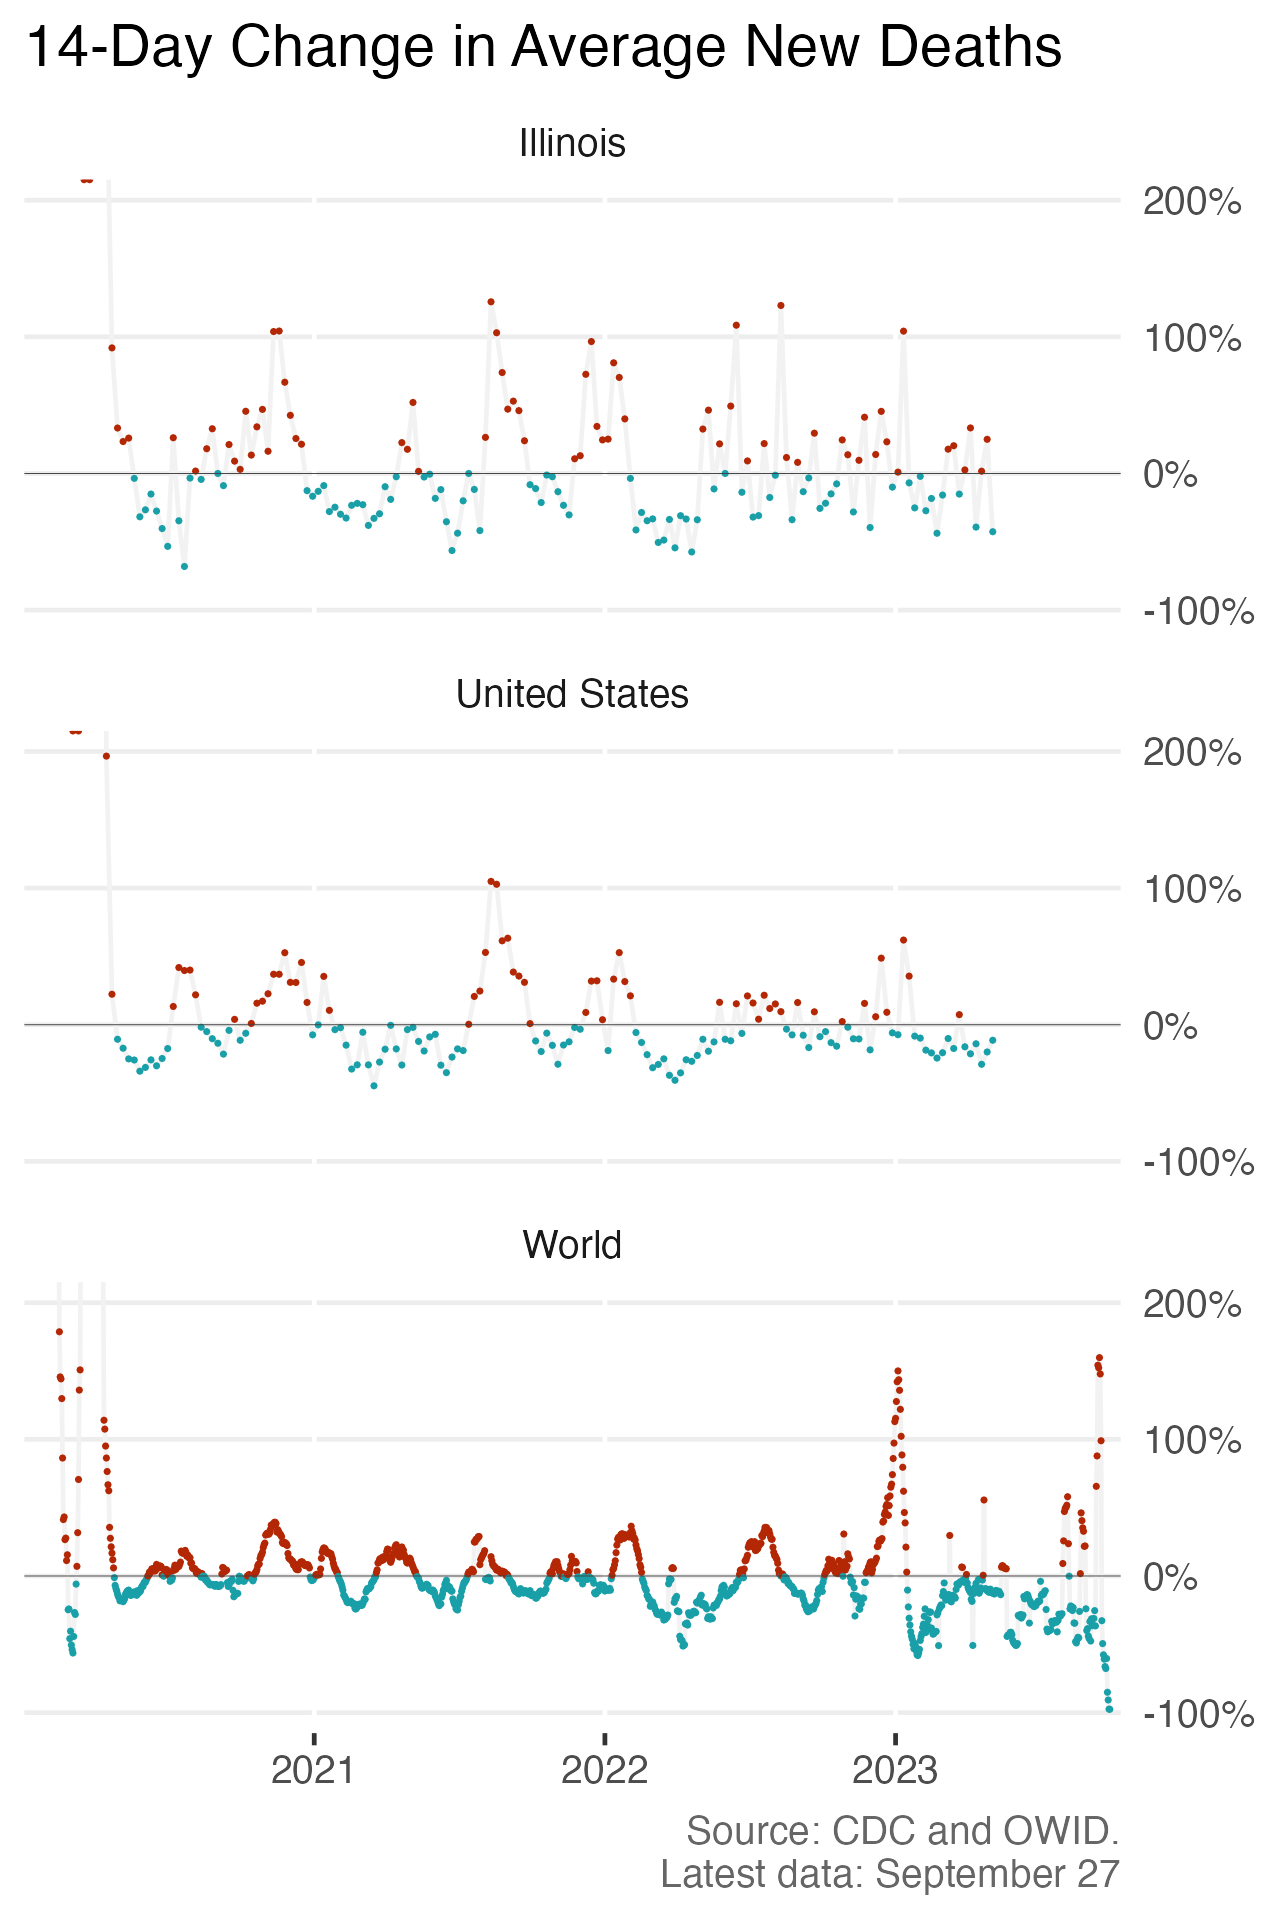 14-Day Change in Average New Deaths
Illinois
200%
100%
0%
-100%
United States
200%
100%
0%
-100%
World
200%
100%
0%
-100%
2021 2022 2023
Source: CDC and OWID.
Latest data: September 27